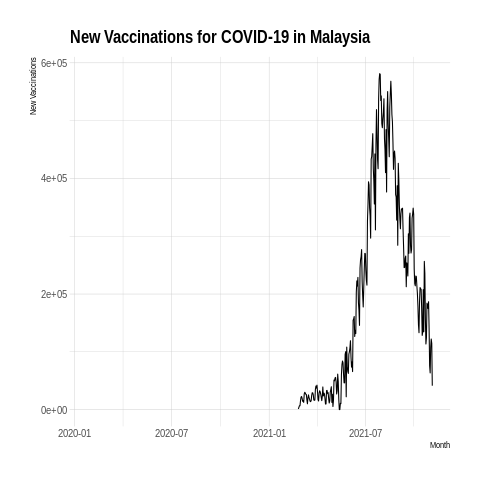 New Vaccinations for COVID-19 in Malaysia
New Vaccinations
6e+05
4e+05
2e+05
0e+00
2020-01
2020-07
2021-01
2021-07
Month